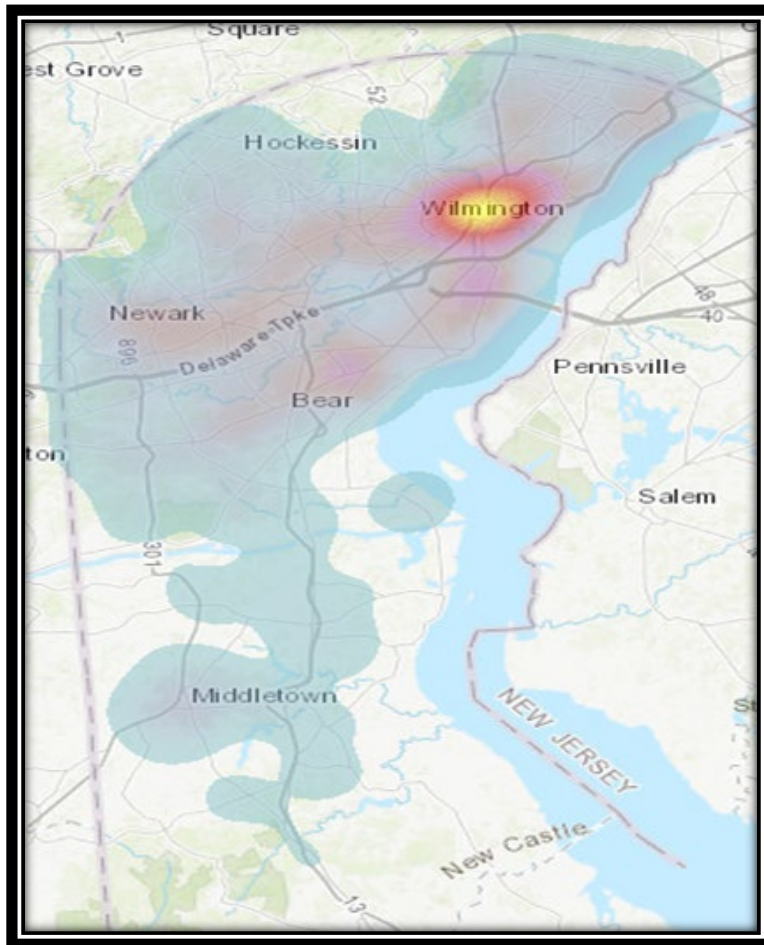 Square
1
est Grove
52
Hockessin
Wilmington
48
40
Newark
Delaware Tpke
896
Pennsville
Bear
ton
Salem
301
Middletown
NEW JERSEY
New Castle
13